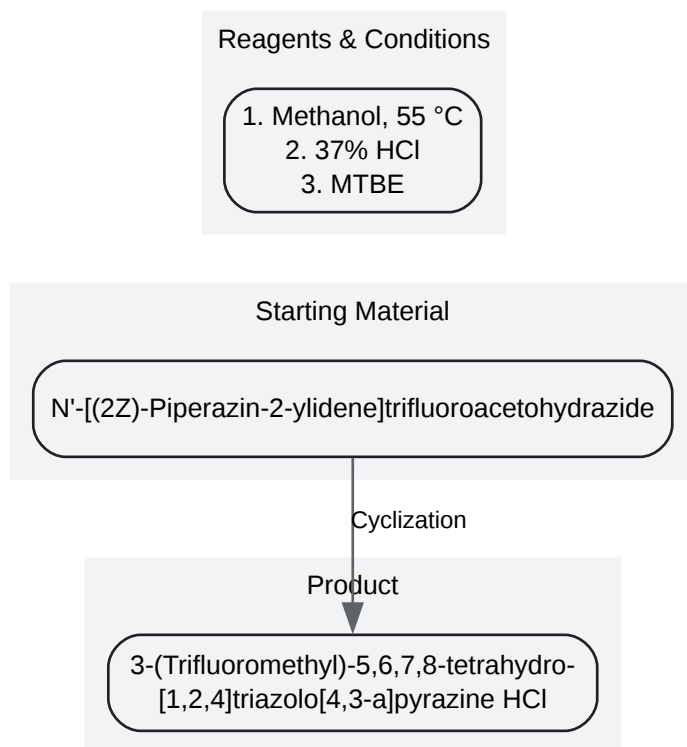 Reagents & Conditions
1. Methanol, 55 °C
2. 37% HCl
3. MTBE
Starting Material
N'-[(2Z)-Piperazin-2-ylidene]trifluoroacetohydrazide
Cyclization
Product
3-(Trifluoromethyl)-5,6,7,8-tetrahydro-
[1,2,4]triazolo[4,3-a]pyrazine HCl